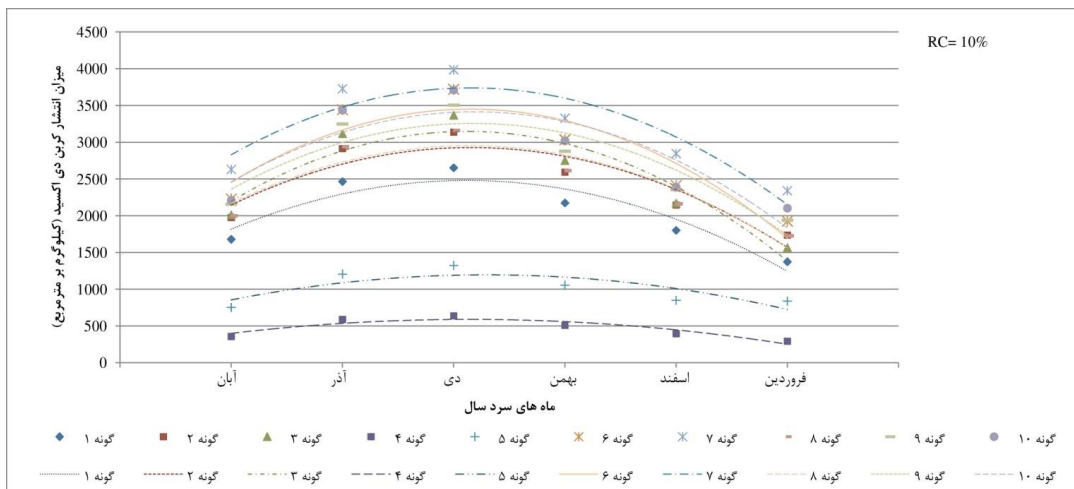 RC= 10%
میزان انتشار کربن دی اکسید (کیلوگرم بر مترمربع)
4500
4000
3500
3000
2500
2000
1500
1000
500
0
آبان آذر دی بهمن اسفند فروردین
ماه های سرد سال
گونه ۱ گونه ۲ گونه ۳ گونه ۴ گونه ۵ گونه ۶ گونه ۷ گونه ۸ گونه ۹ گونه ۱۰
گونه ۱ گونه ۲ گونه ۳ گونه ۴ گونه ۵ گونه ۶ گونه ۷ گونه ۸ گونه ۹ گونه ۱۰